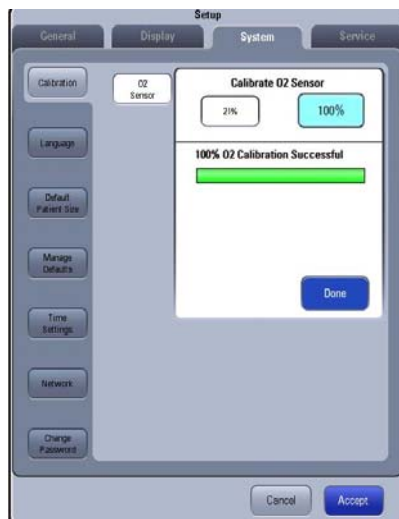 Setup
General
Display
System
Service
Calibration
O2
Sensor
Calibrate O2 Sensor
21%
100%
100% O2 Calibration Successful
Language
Default
Patient Size
Manage
Defaults
Time
Settings
Done
Network
Change
Password
Cancel
Accept